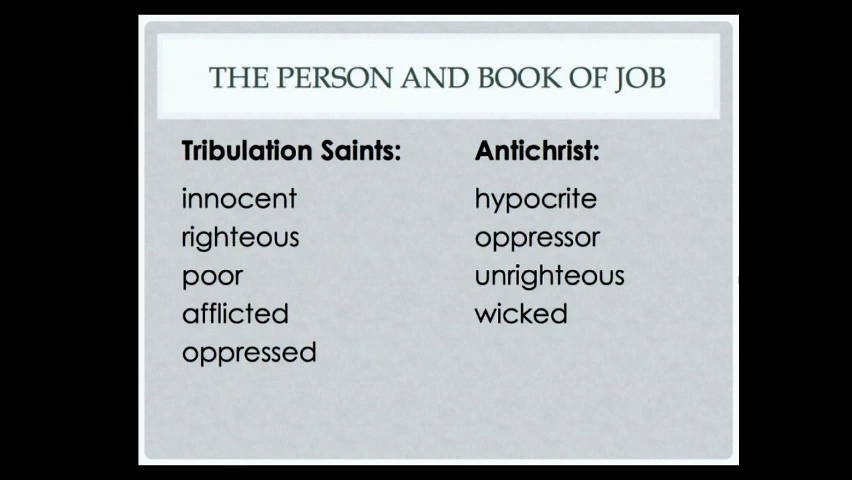 THE PERSON AND BOOK OF JOB
Tribulation Saints:
innocent
righteous
poor
afflicted
oppressed
Antichrist:
hypocrite
oppressor
unrighteous
wicked